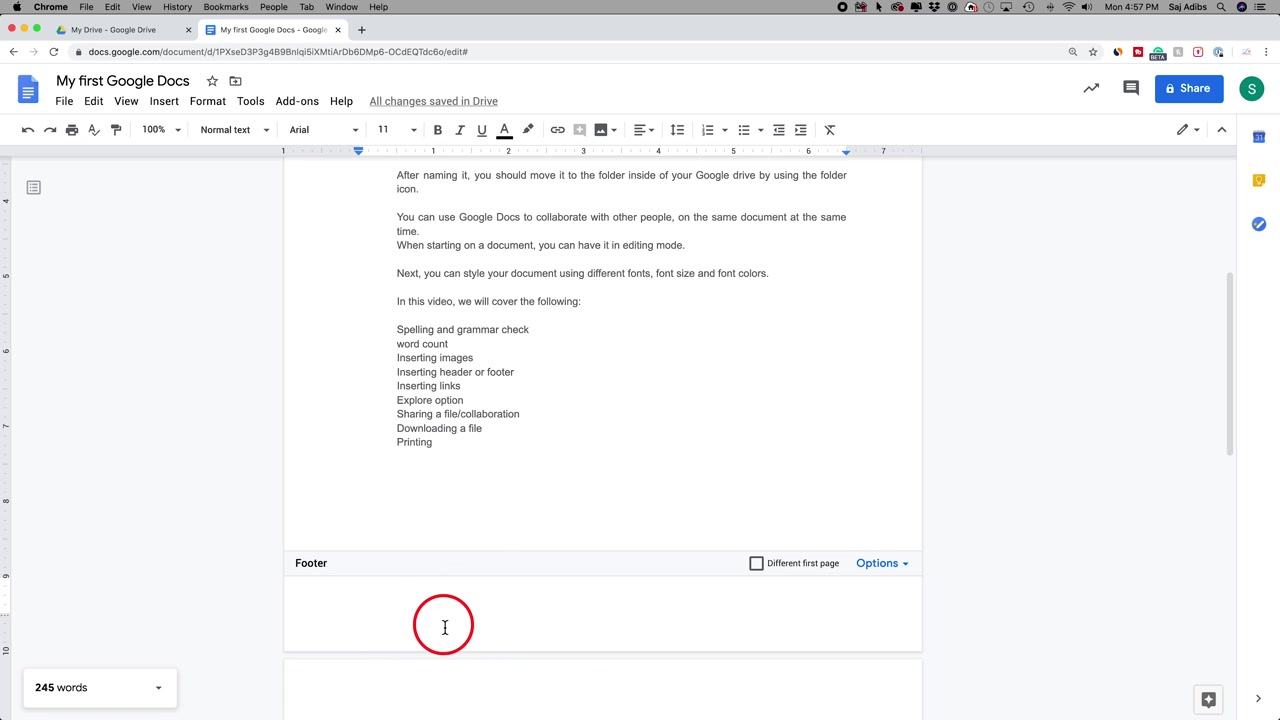 Chrome File Edit View History Bookmarks People Tab Window Help Mon 4:57 PM Saj Adibs
My Drive - Google Drive My first Google Docs - Google
docs.google.com/document/d/1PXseD3P3g4B9BnIqi5iXMtiArDb6DMp6-OCdEQTdc6o/edit#
BETA
My first Google Docs
File Edit View Insert Format Tools Add-ons Help All changes saved in Drive
Share
S
100% Normal text Arial 11 B I U A
1 1 2 3 4 5 6 7
31
After naming it, you should move it to the folder inside of your Google drive by using the folder
icon.
4
You can use Google Docs to collaborate with other people, on the same document at the same
time.
When starting on a document, you can have it in editing mode.
5
Next, you can style your document using different fonts, font size and font colors.
In this video, we will cover the following:
Spelling and grammar check
word count
6
Inserting images
Inserting header or footer
Inserting links
Explore option
Sharing a file/collaboration
7
Downloading a file
Printing
8
Footer Different first page Options
9
10
245 words